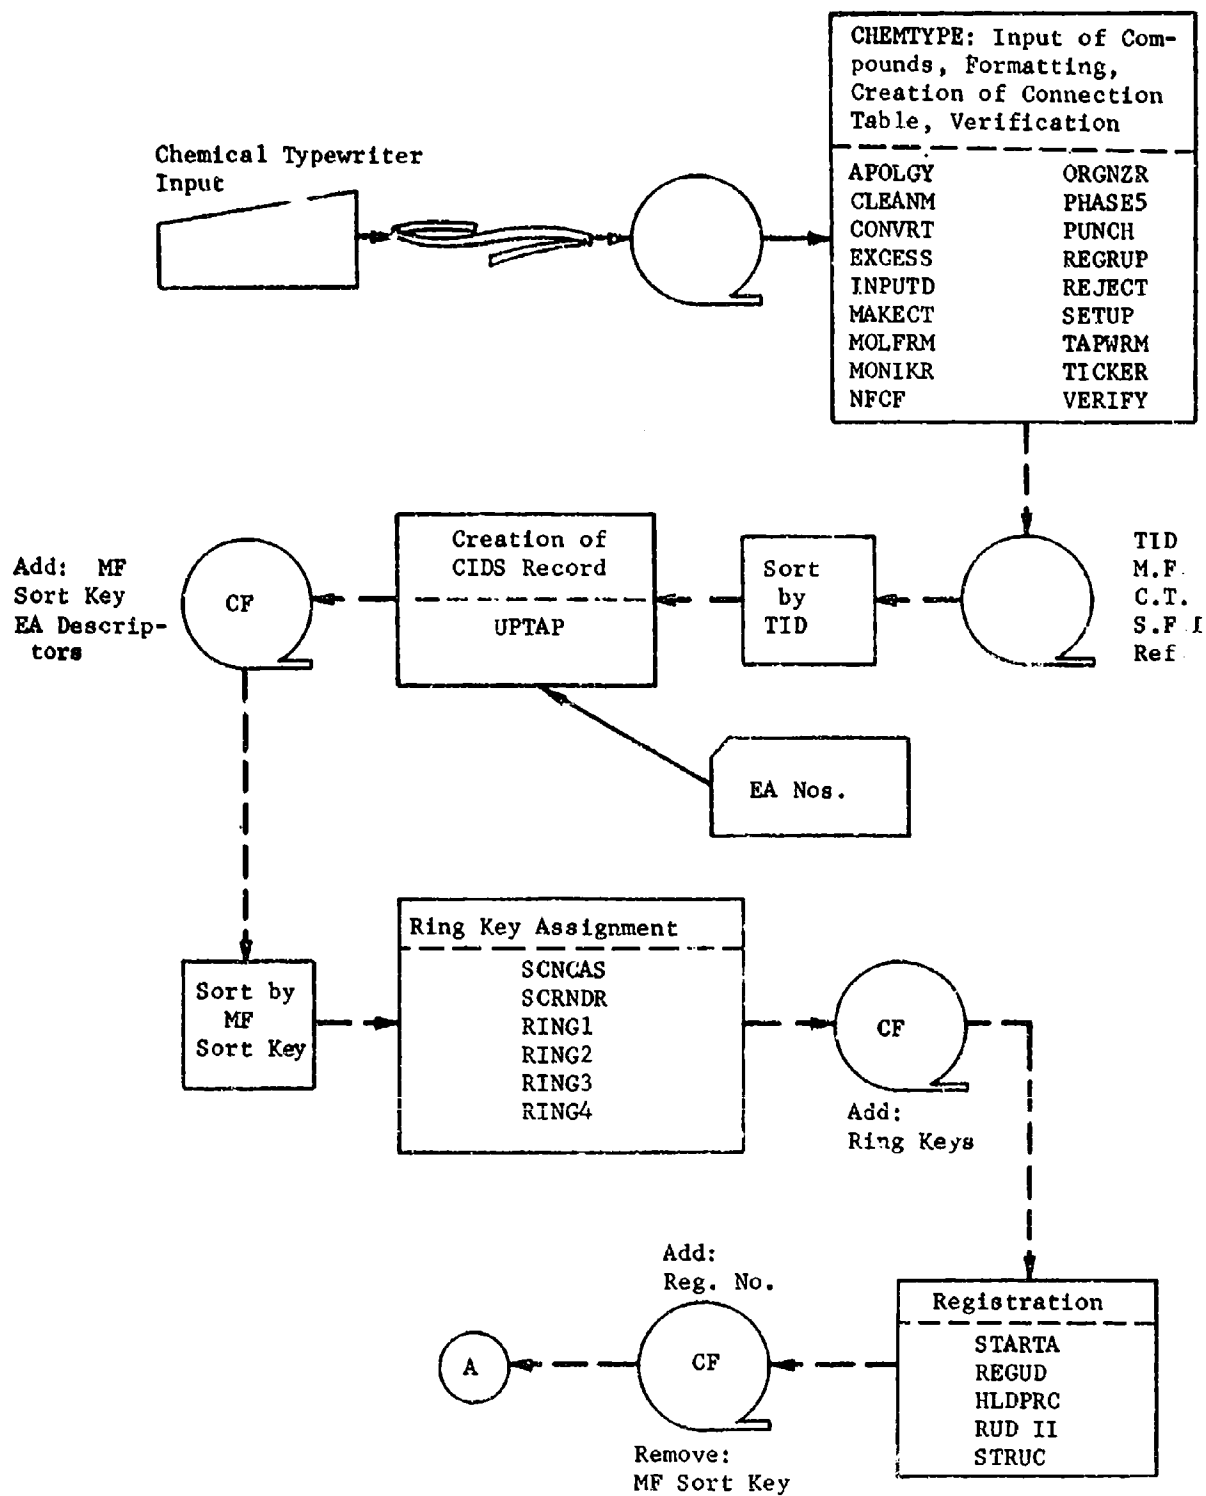 CHEMTYPE: Input of Com-
pounds, Formatting,
Creation of Connection
Table, Verification
Chemical Typewriter
Input
APOLGY ORGNZR
CLEANM PHASE5
CONVRT PUNCH
EXCESS REGRUP
INPUTD REJECT
MAKECT SETUP
MOLFRM TAPWRM
MONIKR TICKER
NFCF VERIFY
TID
M.F.
C.T.
S.F I
Ref
Sort
by
TID
Creation of
CIDS Record
UPTAP
CF
Add: MF
Sort Key
EA Descrip-
tors
EA Nos.
Sort by
MF
Sort Key
Ring Key Assignment
SCNCAS
SCRNDR
RING1
RING2
RING3
RING4
CF
Add:
Ring Keys
Registration
STARTA
REGUD
HLDPRC
RUD II
STRUC
Add:
Reg. No.
CF
Remove:
MF Sort Key
A